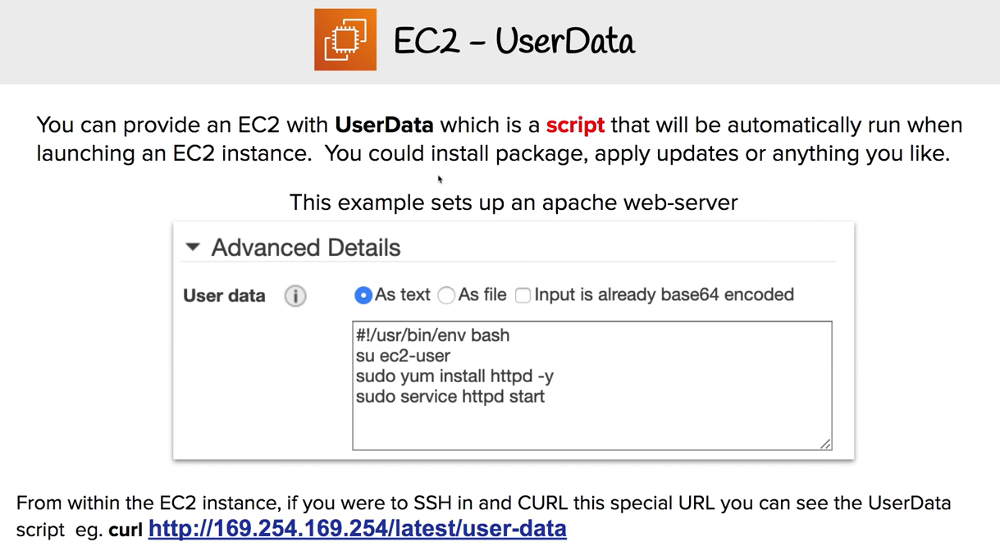 EC2 – UserData
You can provide an EC2 with UserData which is a script that will be automatically run when
launching an EC2 instance.  You could install package, apply updates or anything you like.
This example sets up an apache web-server
Advanced Details
User data i As text As file Input is already base64 encoded
#!/usr/bin/env bash
su ec2-user
sudo yum install httpd -y
sudo service httpd start
From within the EC2 instance, if you were to SSH in and CURL this special URL you can see the UserData
script  eg. curl http://169.254.169.254/latest/user-data